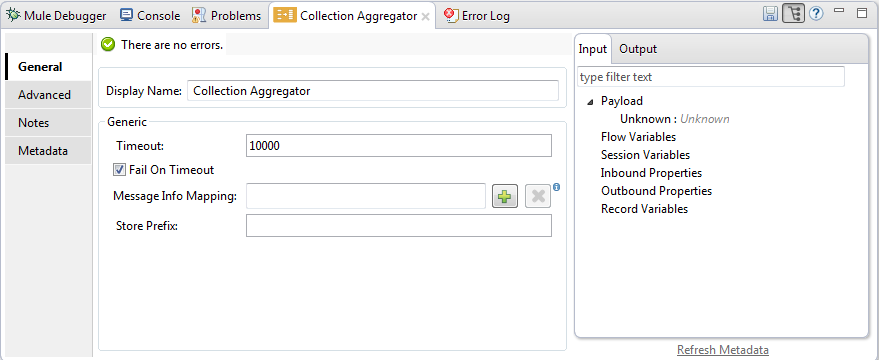 Mule Debugger Console Problems Collection Aggregator Error Log
There are no errors.
General
Advanced
Notes
Metadata
Display Name: Collection Aggregator
Generic
Timeout: 10000
Fail On Timeout
Message Info Mapping:
Store Prefix:
Input Output
type filter text
Payload
Unknown : Unknown
Flow Variables
Session Variables
Inbound Properties
Outbound Properties
Record Variables
Refresh Metadata